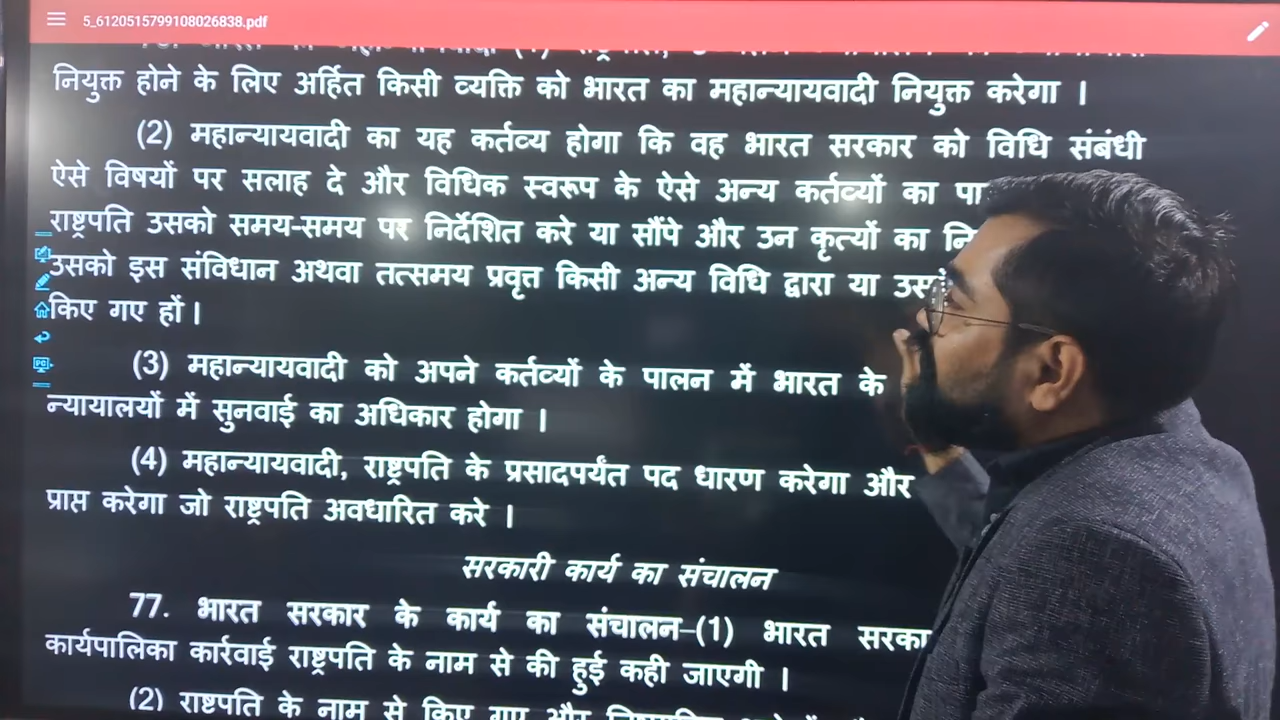 5_6120515799108026838.pdf
नियुक्त होने के लिए अर्हित किसी व्यक्ति को भारत का महान्यायवादी नियुक्त करेगा ।
(2) महान्यायवादी का यह कर्तव्य होगा कि वह भारत सरकार को विधि संबंधी
ऐसे विषयों पर सलाह दे और विधिक स्वरूप के ऐसे अन्य कर्तव्यों का
राष्ट्रपति उसको समय-समय पर निर्देशित करे या सौंपे और उन कृत्यों का
उसको इस संविधान अथवा तत्समय प्रवृत्त किसी अन्य विधि द्वारा या
किए गए हों ।
(3) महान्यायवादी को अपने कर्तव्यों के पालन में भारत के
न्यायालयों में सुनवाई का अधिकार होगा ।
(4) महान्यायवादी, राष्ट्रपति के प्रसादपर्यंत पद धारण करेगा और
प्राप्त करेगा जो राष्ट्रपति अवधारित करे ।
सरकारी कार्य का संचालन
77. भारत सरकार के कार्य का संचालन–(1) भारत
कार्यपालिका कार्रवाई राष्ट्रपति के नाम से की हुई कही जाएगी ।
(2) राष्ट्रपति के नाम से किए गए और